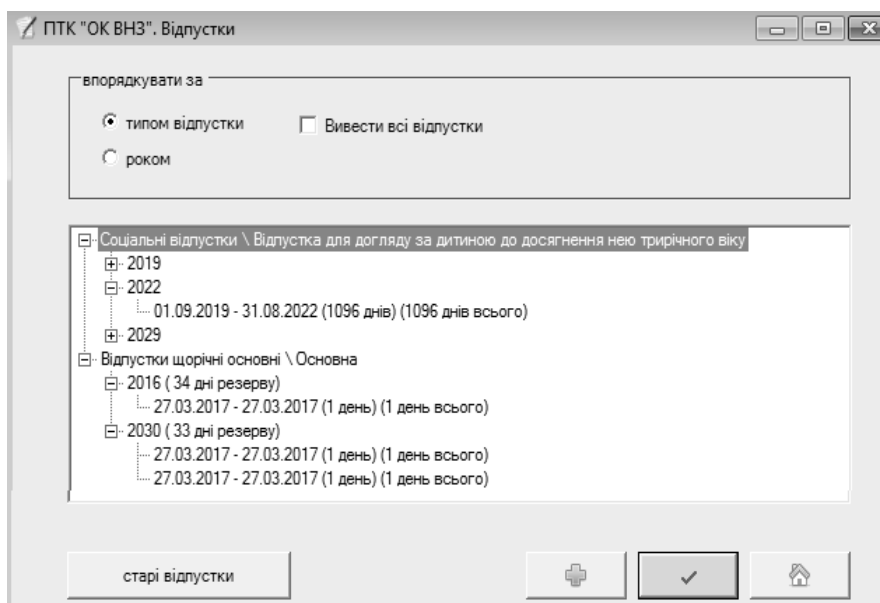 ПТК "ОК ВНЗ". Відпустки
впорядкувати за
типом відпустки
Вивести всі відпустки
роком
Соціальні відпустки \ Відпустка для догляду за дитиною до досягнення нею трирічного віку
2019
2022
01.09.2019 - 31.08.2022 (1096 днів) (1096 днів всього)
2029
Відпустки щорічні основні \ Основна
2016 ( 34 дні резерву)
27.03.2017 - 27.03.2017 (1 день) (1 день всього)
2030 ( 33 дні резерву)
27.03.2017 - 27.03.2017 (1 день) (1 день всього)
27.03.2017 - 27.03.2017 (1 день) (1 день всього)
старі відпустки